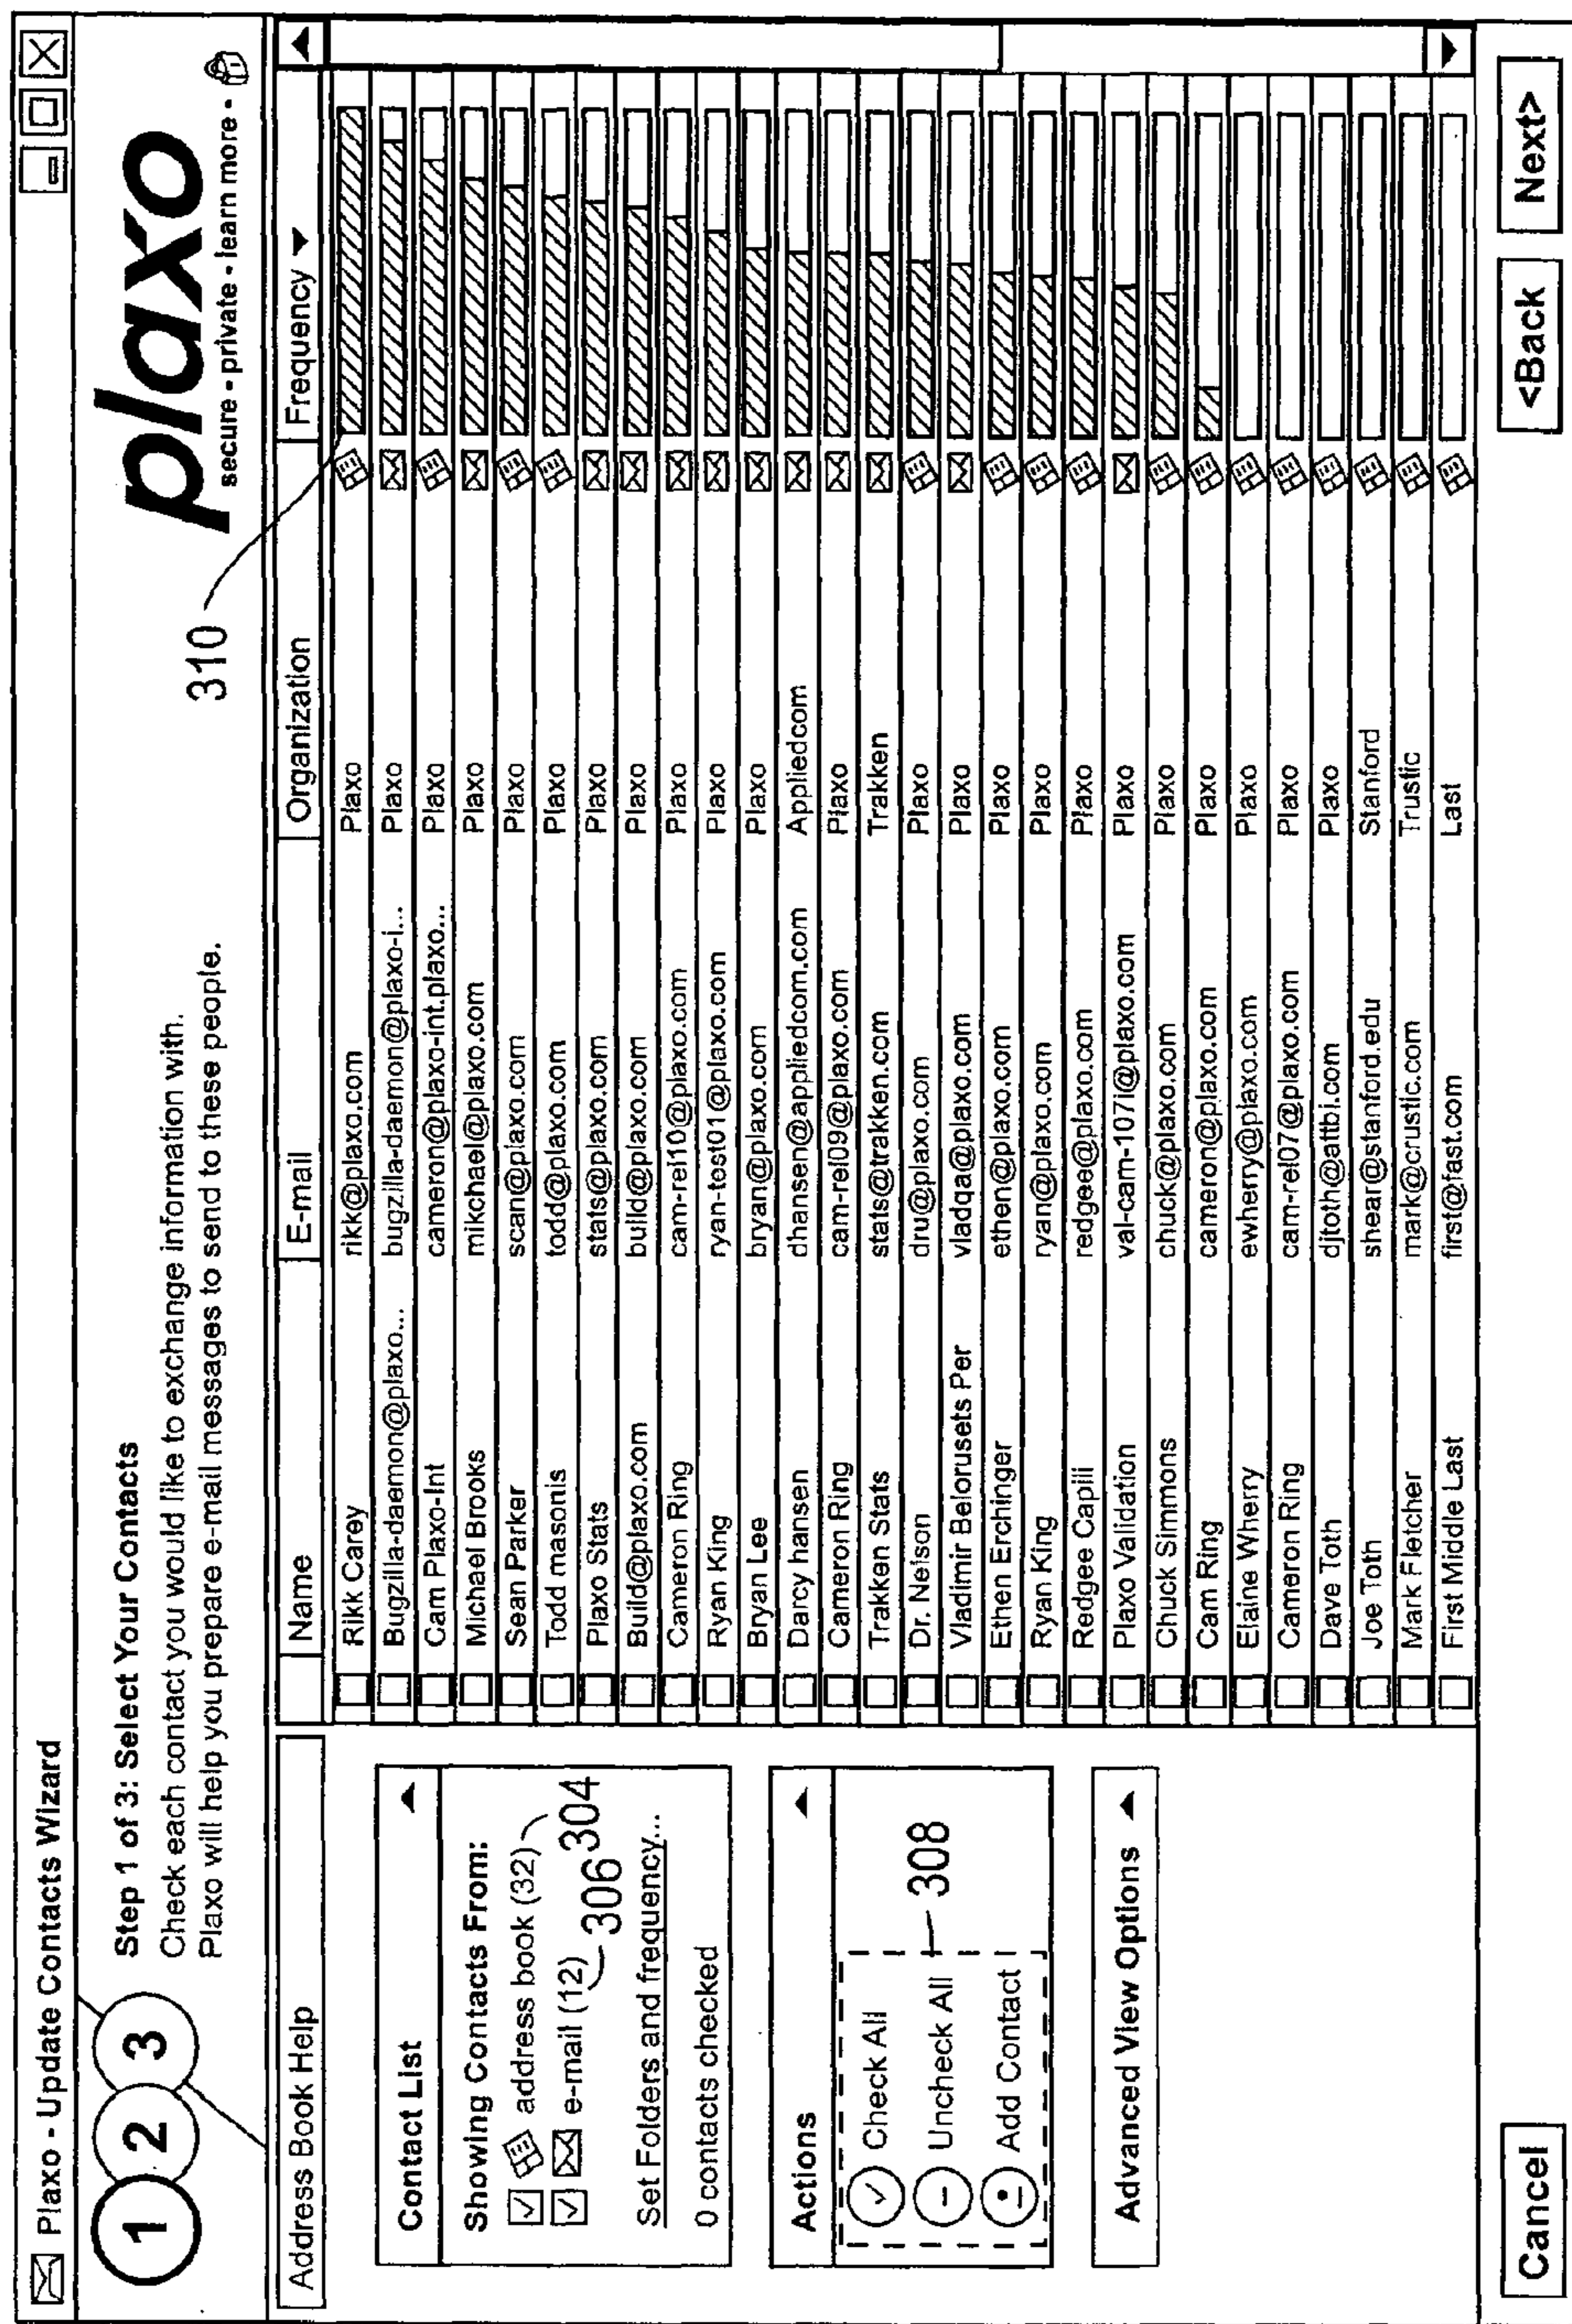 Plaxo - Update Contacts Wizard
1 2 3
Step 1 of 3: Select Your Contacts
Check each contact you would like to exchange information with.
Plaxo will help you prepare e-mail messages to send to these people.
plaxo
secure - private - learn more -
310
Address Book Help
Contact List
Showing Contacts From:
address book (32)
304
e-mail (12)
306
Set Folders and frequency...
0 contacts checked
Actions
Check All
Uncheck All
308
Add Contact
Advanced View Options
Name E-mail Organization Frequency
Rikk Carey rikk@plaxo.com Plaxo
Bugzilla-daemon@plaxo... bugzilla-daemon@plaxo-i... Plaxo
Cam Plaxo-Int cameron@plaxo-int.plaxo... Plaxo
Michael Brooks mikchael@plaxo.com Plaxo
Sean Parker scan@plaxo.com Plaxo
Todd masonis todd@plaxo.com Plaxo
Plaxo Stats stats@plaxo.com Plaxo
Build@plaxo.com build@plaxo.com Plaxo
Cameron Ring cam-rel10@plaxo.com Plaxo
Ryan King ryan-tost01@plaxo.com Plaxo
Bryan Lee bryan@plaxo.com Plaxo
Darcy hansen dhansen@appliedcom.com Appliedcom
Cameron Ring cam-rel09@plaxo.com Plaxo
Trakken Stats stats@trakken.com Trakken
Dr. Nelson dru@plaxo.com Plaxo
Vladimir Belorusets Per vladqa@plaxo.com Plaxo
Ethen Erchinger ethen@plaxo.com Plaxo
Ryan King ryan@plaxo.com Plaxo
Redgee Capili redgee@plaxo.com Plaxo
Plaxo Validation val-cam-107i@plaxo.com Plaxo
Chuck Simmons chuck@plaxo.com Plaxo
Cam Ring cameron@plaxo.com Plaxo
Elaine Wherry ewherry@plaxo.com Plaxo
Cameron Ring cam-rel07@plaxo.com Plaxo
Dave Toth djtoth@attbi.com Plaxo
Joe Toth shear@stanford.edu Stanford
Mark Fletcher mark@crustic.com Trustic
First Middle Last first@fast.com Last
Cancel <Back Next>